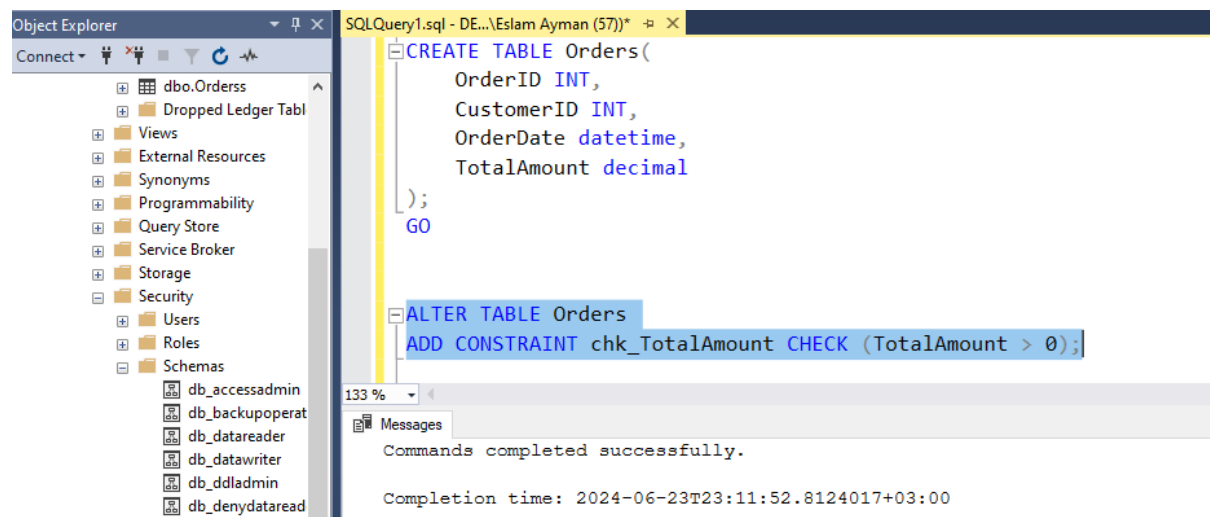 Object Explorer
Connect
dbo.Orderss
Dropped Ledger Tabl
Views
External Resources
Synonyms
Programmability
Query Store
Service Broker
Storage
Security
Users
Roles
Schemas
db_accessadmin
db_backupoperat
db_datareader
db_datawriter
db_ddladmin
db_denydataread
SQLQuery1.sql - DE...\Eslam Ayman (57))*
CREATE TABLE Orders(
OrderID INT,
CustomerID INT,
OrderDate datetime,
TotalAmount decimal
);
GO
ALTER TABLE Orders
ADD CONSTRAINT chk_TotalAmount CHECK (TotalAmount > 0);
133 %
Messages
Commands completed successfully.
Completion time: 2024-06-23T23:11:52.8124017+03:00